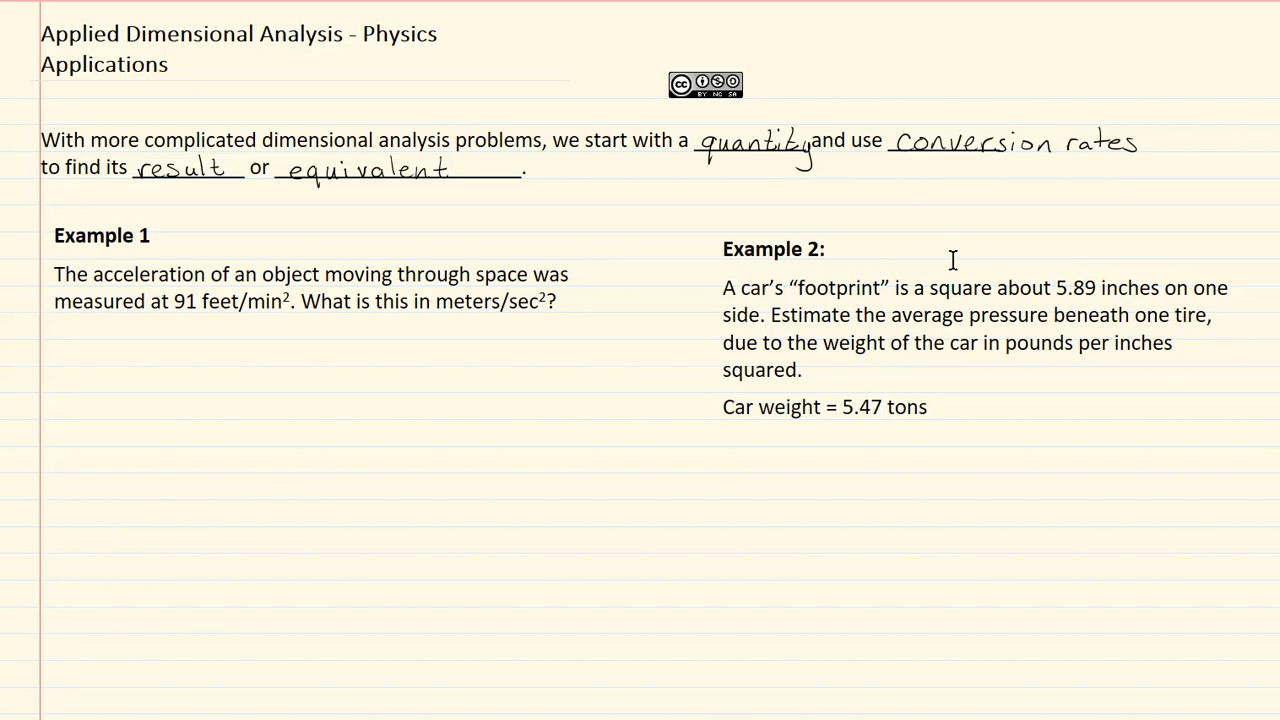 Applied Dimensional Analysis - Physics
Applications
CC BY NC SA
With more complicated dimensional analysis problems, we start with a quantity and use conversion rates
to find its result or equivalent.
Example 1
The acceleration of an object moving through space was
measured at 91 feet/min². What is this in meters/sec²?
Example 2:
A car’s “footprint” is a square about 5.89 inches on one
side. Estimate the average pressure beneath one tire,
due to the weight of the car in pounds per inches
squared.
Car weight = 5.47 tons